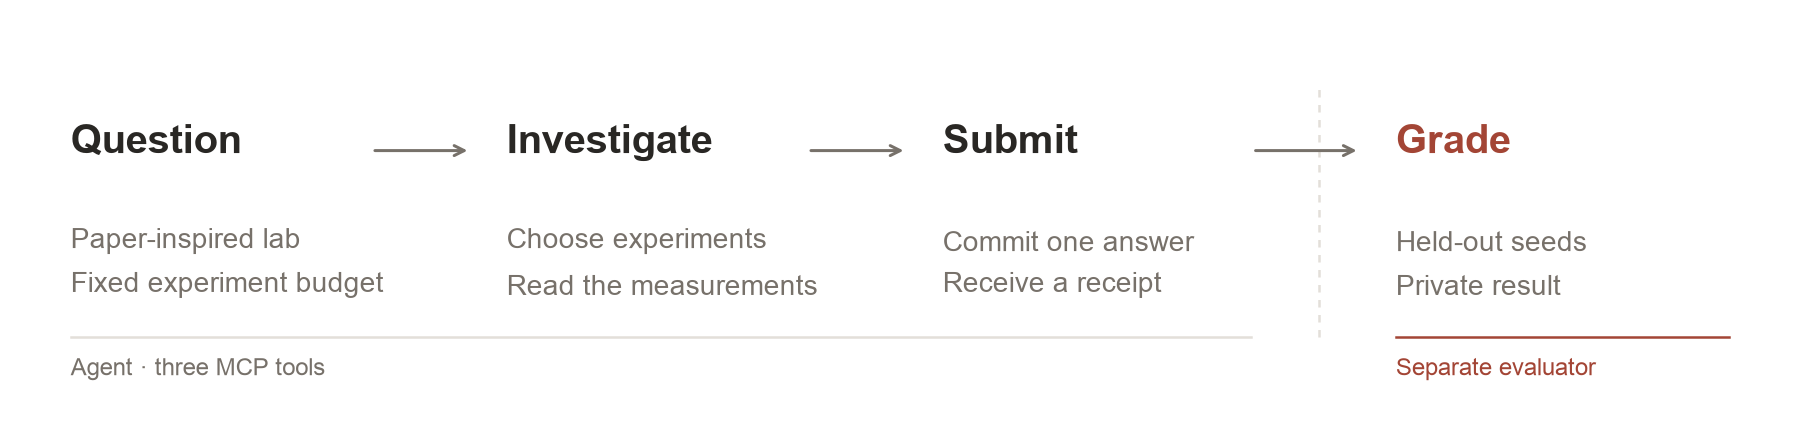 Question
Paper-inspired lab
Fixed experiment budget
Investigate
Choose experiments
Read the measurements
Submit
Commit one answer
Receive a receipt
Agent · three MCP tools
Grade
Held-out seeds
Private result
Separate evaluator